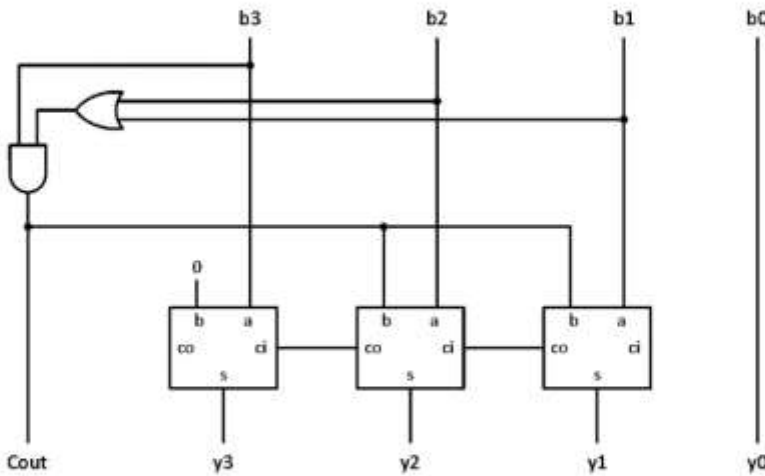 b3 b2 b1 b0
0
b a b a b a
co ci co ci co ci
s s s
Cout y3 y2 y1 y0